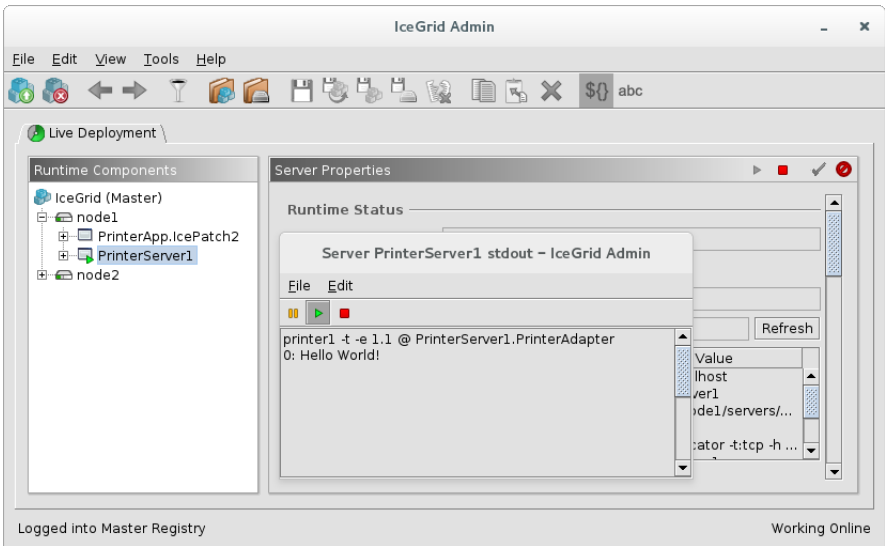 IceGrid Admin
File Edit View Tools Help
${} abc
Live Deployment
Runtime Components
Server Properties
IceGrid (Master)
node1
PrinterApp.IcePatch2
PrinterServer1
node2
Runtime Status
Server PrinterServer1 stdout – IceGrid Admin
File Edit
printer1 -t -e 1.1 @ PrinterServer1.PrinterAdapter
0: Hello World!
Refresh
Value
lhost
ver1
ode1/servers/...
cator -t:tcp -h ...
Logged into Master Registry
Working Online